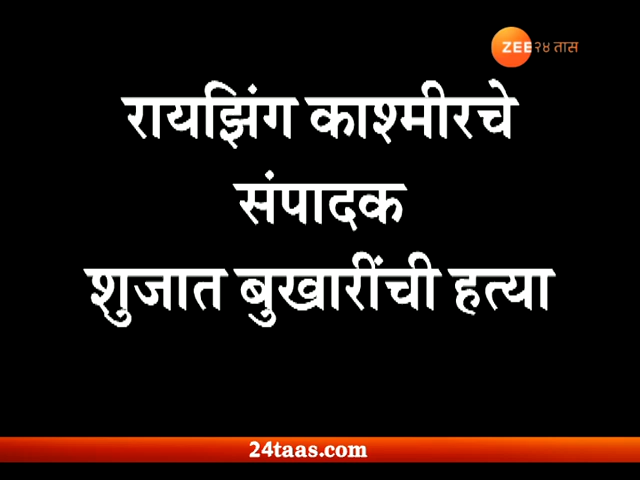 ZEE २४ तास
रायझिंग काश्मीरचे
संपादक
शुजात बुखारींची हत्या
24taas.com